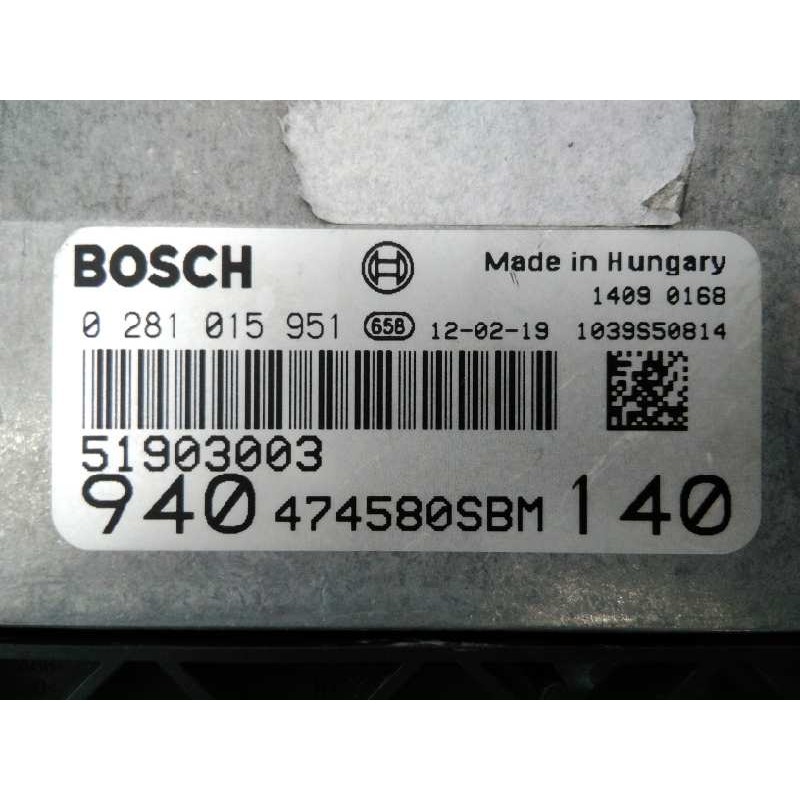 BOSCH
Made in Hungary
1409 0168
0 281 015 951 658 12-02-19 1039S50814
51903003
940 474580SBM 140